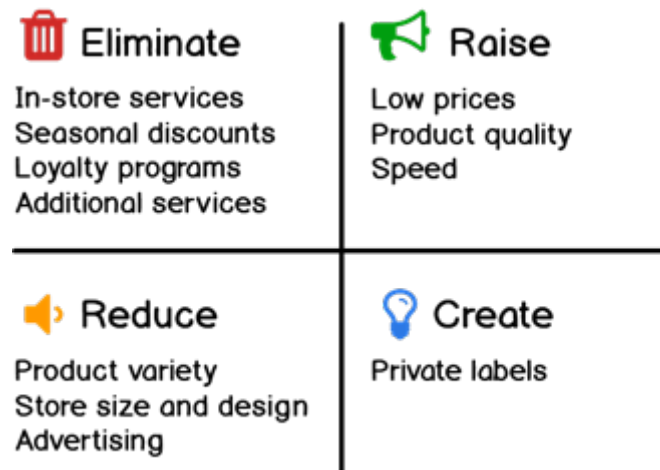 Eliminate
In-store services
Seasonal discounts
Loyalty programs
Additional services
Raise
Low prices
Product quality
Speed
Reduce
Product variety
Store size and design
Advertising
Create
Private labels